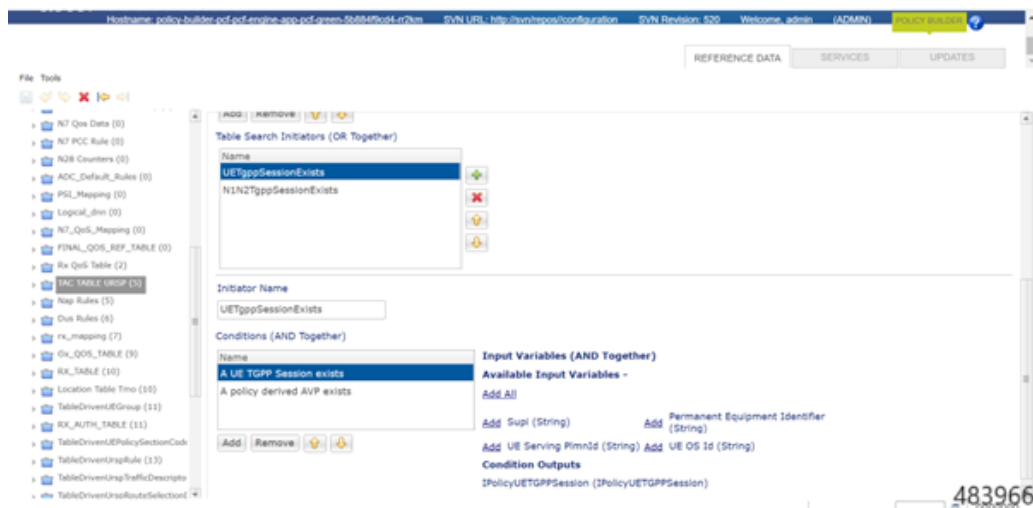 Hostname: policy-builder-pcf-pcf-engine-app-pcf-green-5b884f9cd4-rr2km SVN URL: http://svn/repos//configuration SVN Revision: 520 Welcome, admin (ADMIN) POLICY BUILDER ?
REFERENCE DATA SERVICES UPDATES
File Tools
N7 Qos Data (0)
N7 PCC Rule (0)
N28 Counters (0)
ADC_Default_Rules (0)
PSI_Mapping (0)
Logical_dnn (0)
N7_QoS_Mapping (0)
FINAL_QOS_REF_TABLE (0)
Rx QoS Table (2)
TAC TABLE URSP (5)
Nap Rules (5)
Dus Rules (6)
rx_mapping (7)
Gx_QOS_TABLE (9)
RX_TABLE (10)
Location Table Tmo (10)
TableDrivenUEGroup (11)
RX_AUTH_TABLE (11)
TableDrivenUEPolicySectionCode
TableDrivenUrspRule (13)
TableDrivenUrspTrafficDescripto
TableDrivenUrspRouteSelectionD
Add Remove
Table Search Initiators (OR Together)
Name
UETgppSessionExists
N1N2TgppSessionExists
Initiator Name
UETgppSessionExists
Conditions (AND Together)
Name
A UE TGPP Session exists
A policy derived AVP exists
Add Remove
Input Variables (AND Together)
Available Input Variables -
Add All
Add Supi (String) Add Permanent Equipment Identifier (String)
Add UE Serving PlmnId (String) Add UE OS Id (String)
Condition Outputs
IPolicyUETGPPSession (IPolicyUETGPPSession)
483966